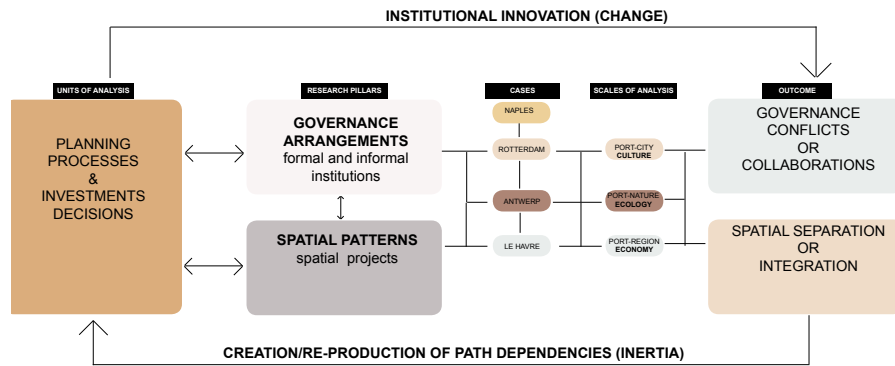 INSTITUTIONAL INNOVATION (CHANGE)
UNITS OF ANALYSIS
RESEARCH PILLARS
CASES
SCALES OF ANALYSIS
OUTCOME
PLANNING
PROCESSES
&
INVESTMENTS
DECISIONS
GOVERNANCE
ARRANGEMENTS
formal and informal
institutions
SPATIAL PATTERNS
spatial projects
NAPLES
ROTTERDAM
ANTWERP
LE HAVRE
PORT-CITY
CULTURE
PORT-NATURE
ECOLOGY
PORT-REGION
ECONOMY
GOVERNANCE
CONFLICTS
OR
COLLABORATIONS
SPATIAL SEPARATION
OR
INTEGRATION
CREATION/RE-PRODUCTION OF PATH DEPENDENCIES (INERTIA)